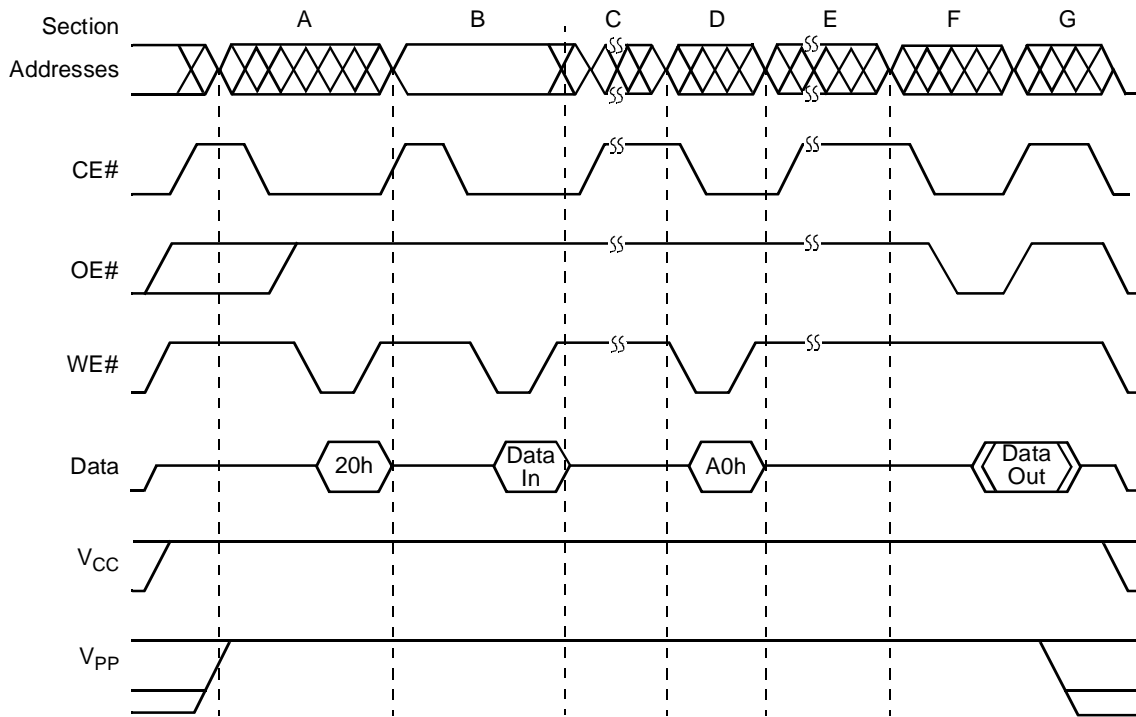 Section
A B C D E F G
Addresses
CE#
OE#
WE#
Data
20h
Data
In
A0h
Data
Out
VCC
VPP